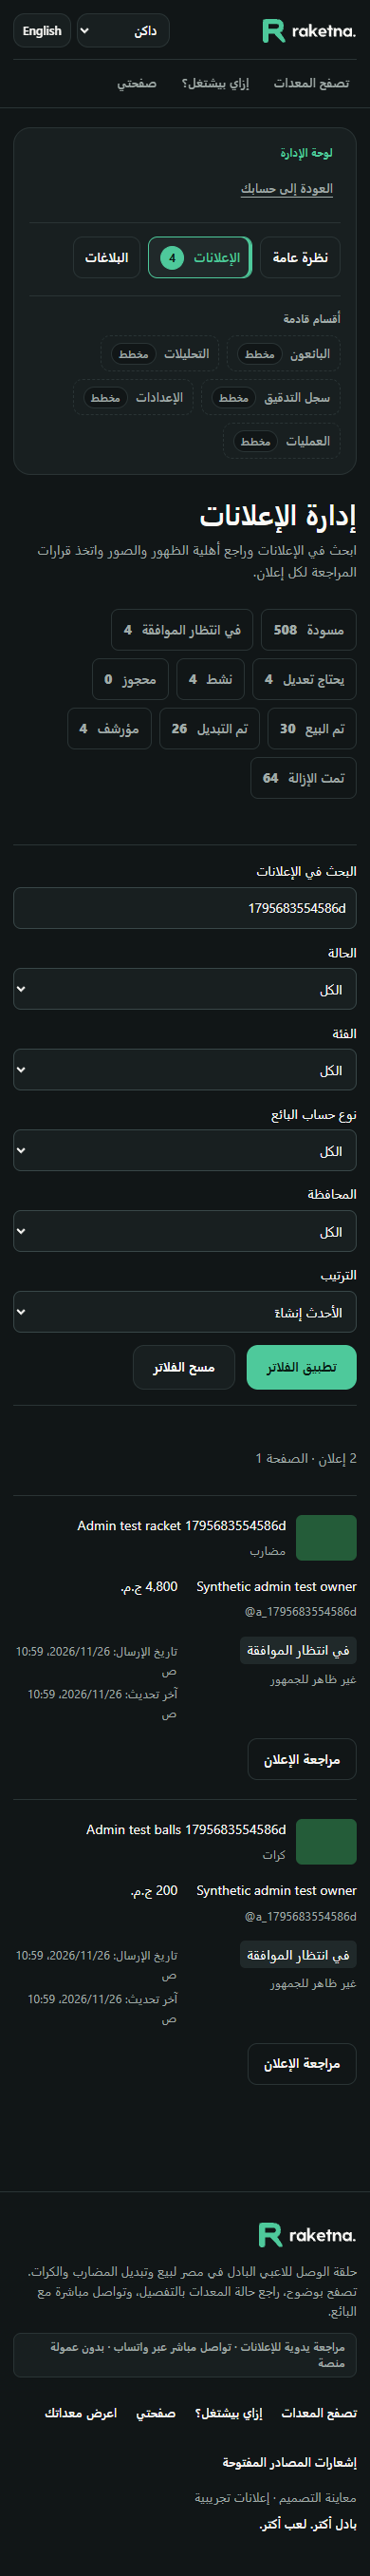 raketna.
داكن
English
تصفح المعدات
إزاي بيشتغل؟
صفحتي
لوحة الإدارة
العودة إلى حسابك
نظرة عامة
الإعلانات 4
البلاغات
أقسام قادمة
البائعون مخطط
التحليلات مخطط
سجل التدقيق مخطط
الإعدادات مخطط
العمليات مخطط
إدارة الإعلانات
ابحث في الإعلانات وراجع أهلية الظهور والصور واتخذ قرارات
المراجعة لكل إعلان.
مسودة 508
في انتظار الموافقة 4
يحتاج تعديل 4
نشط 4
محجوز 0
تم البيع 30
تم التبديل 26
مؤرشف 4
تمت الإزالة 64
البحث في الإعلانات
1795683554586d
الحالة
الكل
الفئة
الكل
نوع حساب البائع
الكل
المحافظة
الكل
الترتيب
الأحدث إنشاءً
تطبيق الفلاتر
مسح الفلاتر
2 إعلان · الصفحة 1
Admin test racket 1795683554586d
مضارب
Synthetic admin test owner
@a_1795683554586d
4,800 ج.م.
في انتظار الموافقة
غير ظاهر للجمهور
تاريخ الإرسال: 2026/11/26، 10:59
ص
آخر تحديث: 2026/11/26، 10:59
ص
مراجعة الإعلان
Admin test balls 1795683554586d
كرات
Synthetic admin test owner
@a_1795683554586d
200 ج.م.
في انتظار الموافقة
غير ظاهر للجمهور
تاريخ الإرسال: 2026/11/26، 10:59
ص
آخر تحديث: 2026/11/26، 10:59
ص
مراجعة الإعلان
raketna.
حلقة الوصل للاعبي البادل في مصر لبيع وتبديل المضارب والكرات.
تصفح بوضوح، راجع حالة المعدات بالتفصيل، وتواصل مباشرة مع
البائع.
مراجعة يدوية للإعلانات · تواصل مباشر عبر واتساب · بدون عمولة
منصة
تصفح المعدات
إزاي بيشتغل؟
صفحتي
اعرض معداتك
إشعارات المصادر المفتوحة
معاينة التصميم · إعلانات تجريبية
بادل أكتر. لعب أكتر.